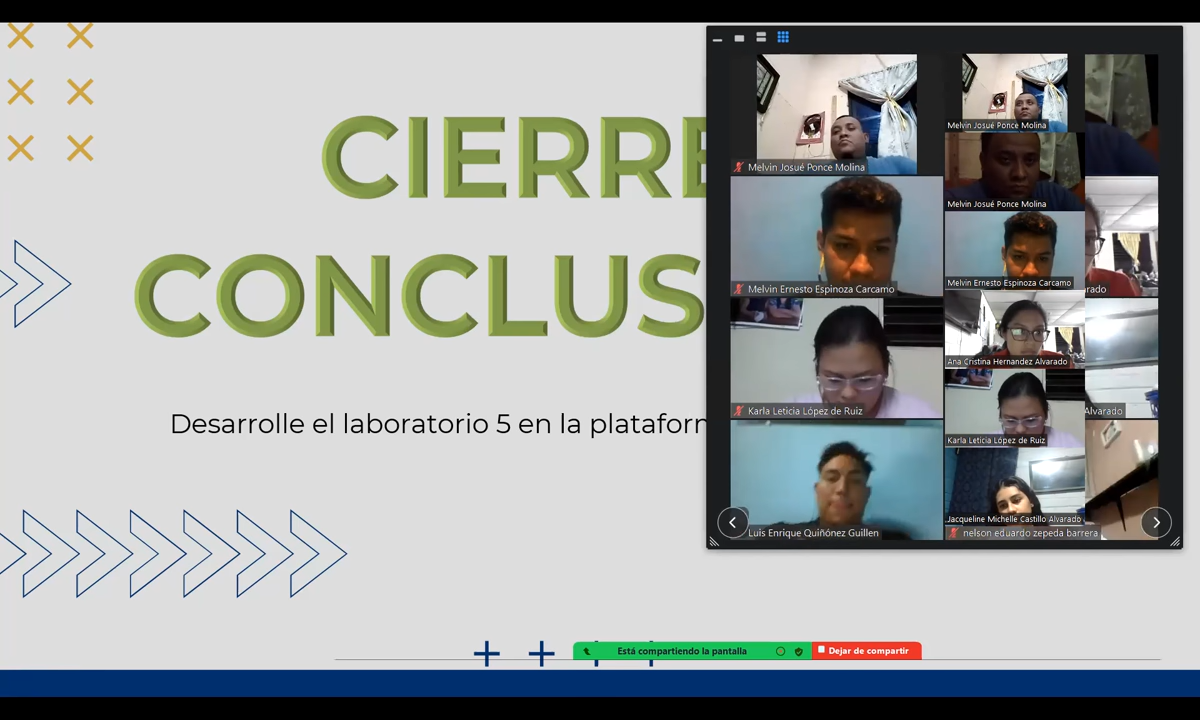 CIERRE
CONCLUS
Desarrolle el laboratorio 5 en la plataform
Melvin Josué Ponce Molina
Melvin Josué Ponce Molina
Melvin Josué Ponce Molina
Melvin Ernesto Espinoza Carcamo
Melvin Ernesto Espinoza Carcamo
rado
Ana Cristina Hernandez Alvarado
Karla Leticia López de Ruiz
Alvarado
Karla Leticia López de Ruiz
Jacqueline Michelle Castillo Alvarado
Luis Enrique Quiñónez Guillen
nelson eduardo zepeda barrera
Está compartiendo la pantalla
Dejar de compartir